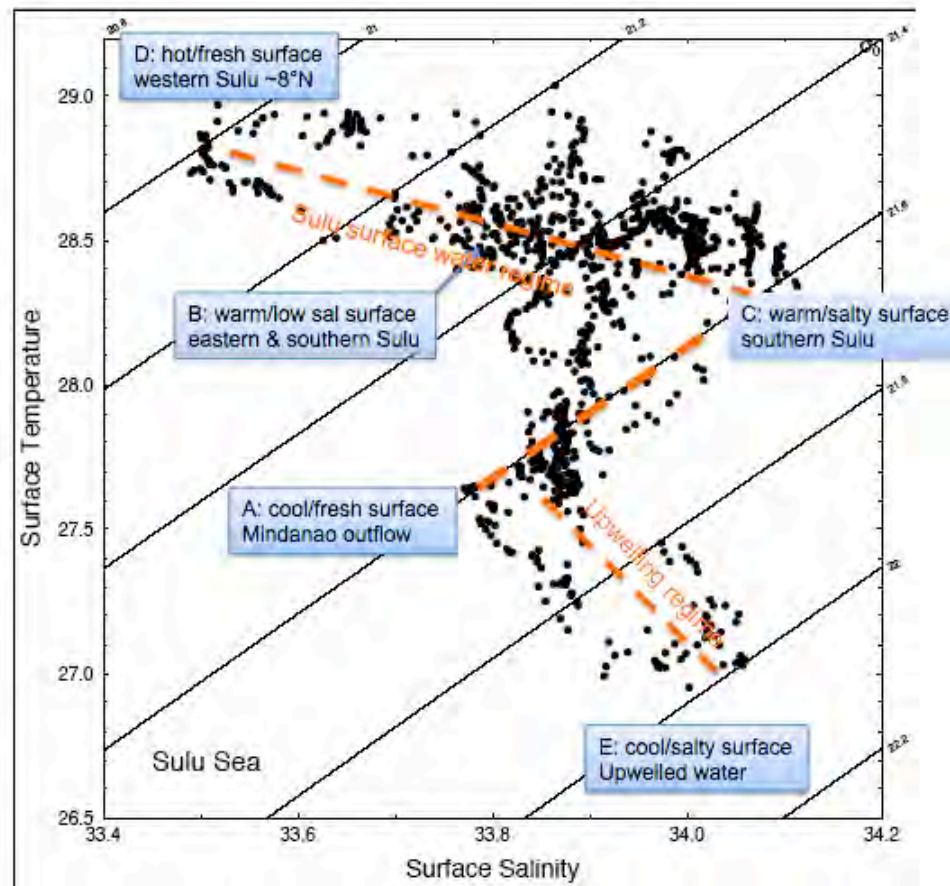 20.8
21
21.2
21.4
0
D: hot/fresh surface
western Sulu ~8°N
29.0
Sulu surface water regime
21.6
28.5
B: warm/low sal surface
eastern & southern Sulu
C: warm/salty surface
southern Sulu
28.0
21.8
Surface Temperature
A: cool/fresh surface
Mindanao outflow
27.5
Upwelling regime
22
27.0
E: cool/salty surface
Upwelled water
22.2
Sulu Sea
26.5
33.4
33.6
33.8
34.0
34.2
Surface Salinity